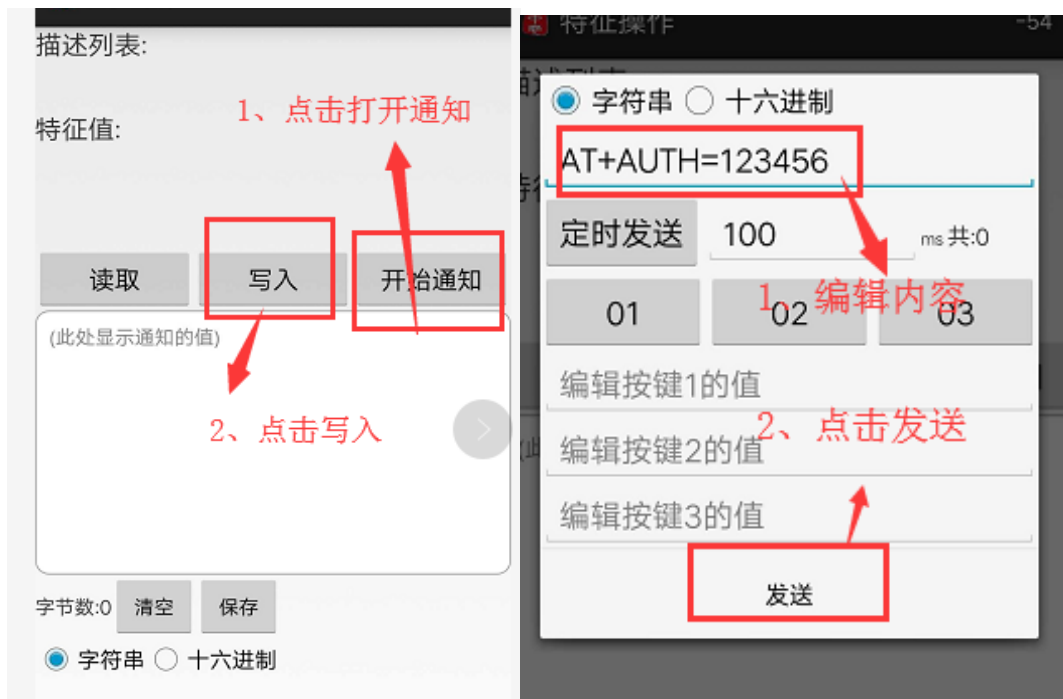 描述列表:
1、点击打开通知
特征值:
读取
写入
开始通知
(此处显示通知的值)
2、点击写入
字节数:0
清空
保存
字符串
十六进制
特征操作
-54
字符串
十六进制
AT+AUTH=123456
定时发送
100
ms 共:0
1、编辑内容
01
02
03
编辑按键1的值
2、点击发送
编辑按键2的值
编辑按键3的值
发送